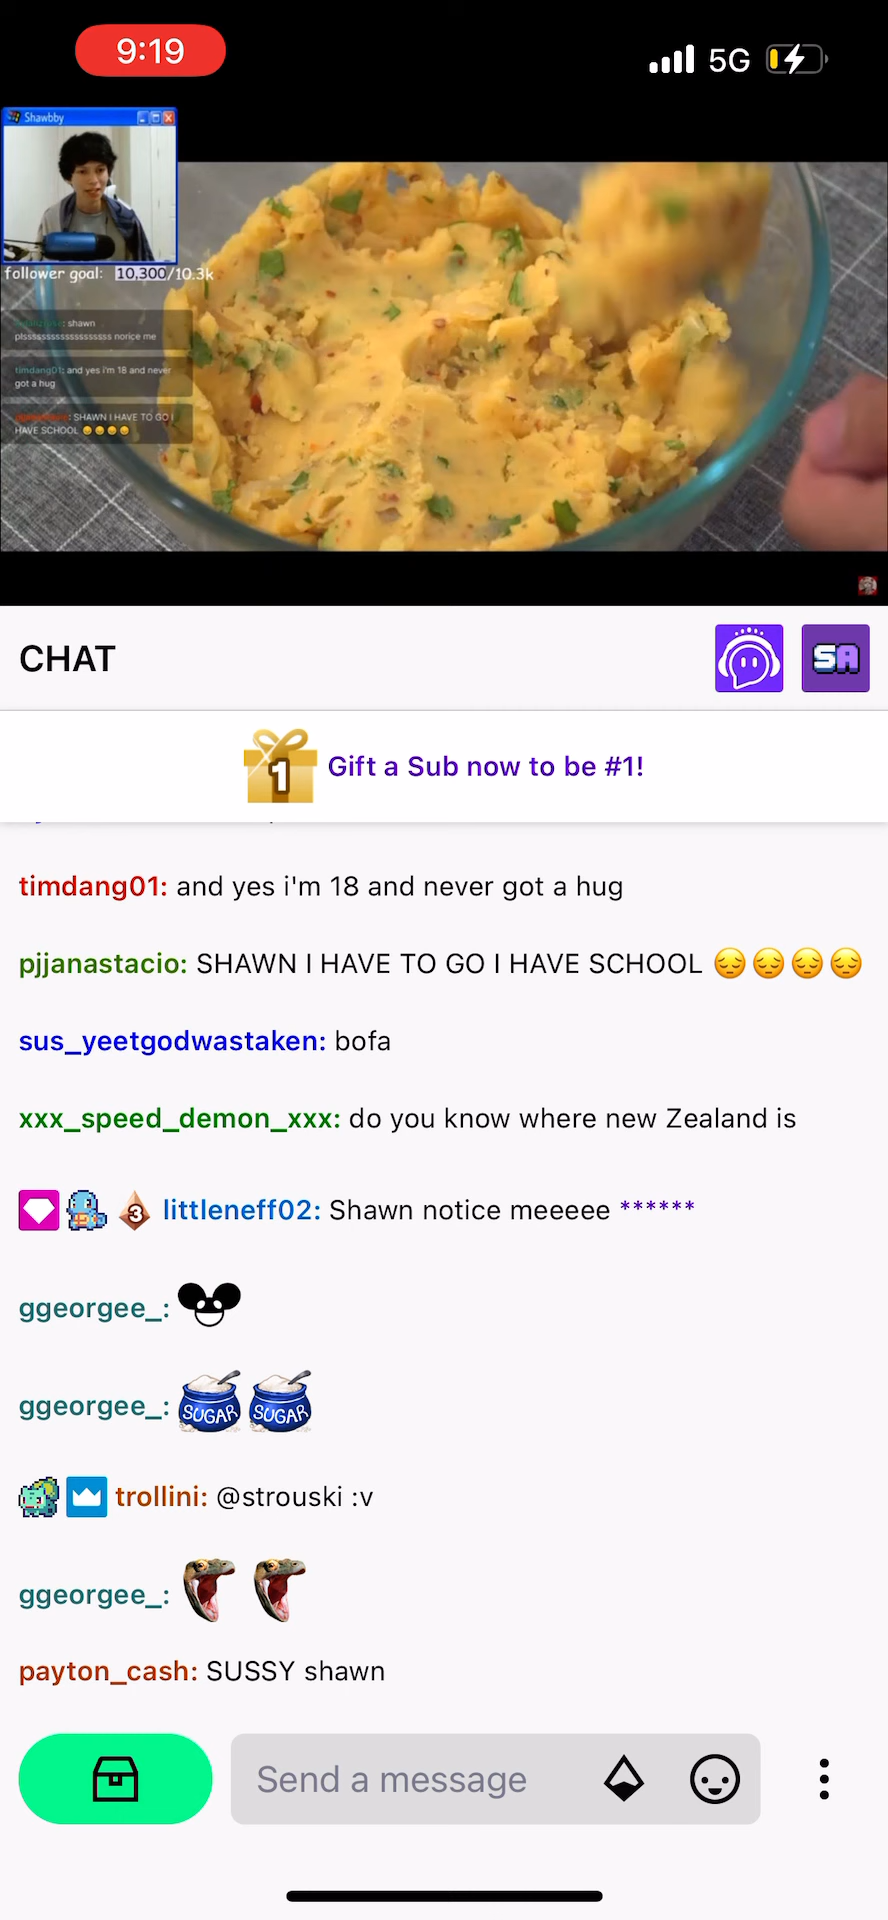 9:19
5G
Shawbby
follower goal: 10,300/10.3k
: shawn
plssssssssssssssssss norice me
timdang01: and yes i'm 18 and never
got a hug
: SHAWN I HAVE TO GO I
HAVE SCHOOL 😔😔😔😔
CHAT
SA
1
Gift a Sub now to be #1!
timdang01: and yes i'm 18 and never got a hug
pjjanastacio: SHAWN I HAVE TO GO I HAVE SCHOOL 😔😔😔😔
sus_yeetgodwastaken: bofa
xxx_speed_demon_xxx: do you know where new Zealand is
3 littleneff02: Shawn notice meeeee ******
ggeorgee_:
ggeorgee_: SUGAR SUGAR
trollini: @strouski :v
ggeorgee_:
payton_cash: SUSSY shawn
Send a message